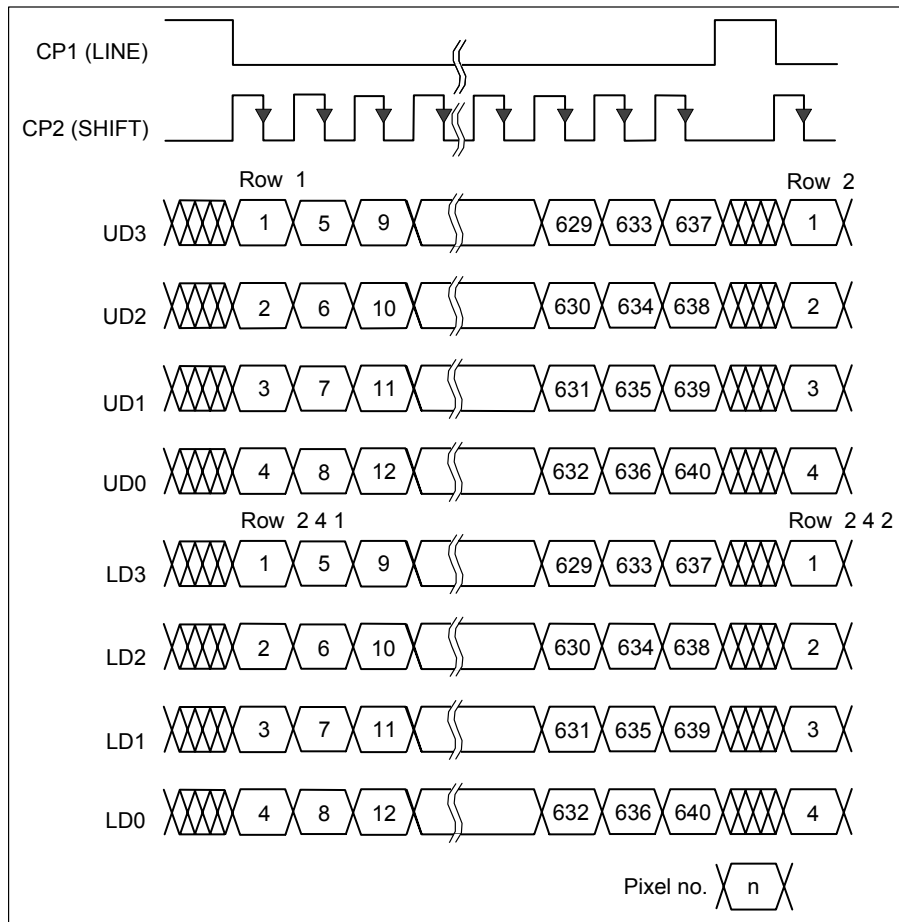 CP1 (LINE)
CP2 (SHIFT)
Row 1 Row 2
UD3 1 5 9 629 633 637 1
UD2 2 6 10 630 634 638 2
UD1 3 7 11 631 635 639 3
UD0 4 8 12 632 636 640 4
Row 2 4 1 Row 2 4 2
LD3 1 5 9 629 633 637 1
LD2 2 6 10 630 634 638 2
LD1 3 7 11 631 635 639 3
LD0 4 8 12 632 636 640 4
Pixel no. n